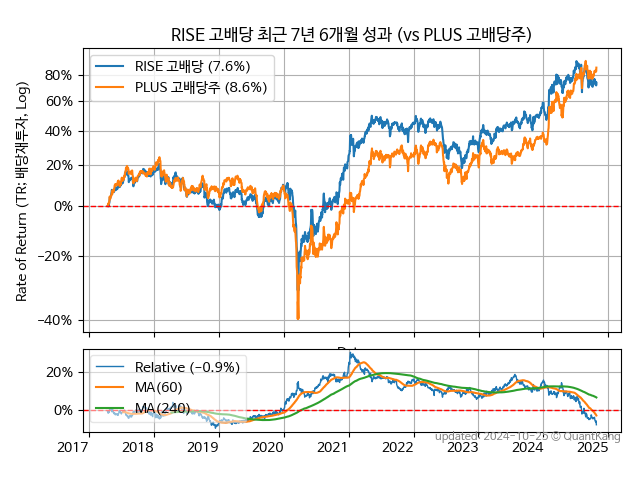 RISE 고배당 최근 7년 6개월 성과 (vs PLUS 고배당주)
RISE 고배당 (7.6%)
PLUS 고배당주 (8.6%)
80%
60%
40%
20%
0%
−20%
−40%
Rate of Return (TR: 배당재투자, Log)
Relative (−0.9%)
MA(60)
MA(240)
20%
0%
updated: 2024-10-25 © QuantKang
2017 2018 2019 2020 2021 2022 2023 2024 2025